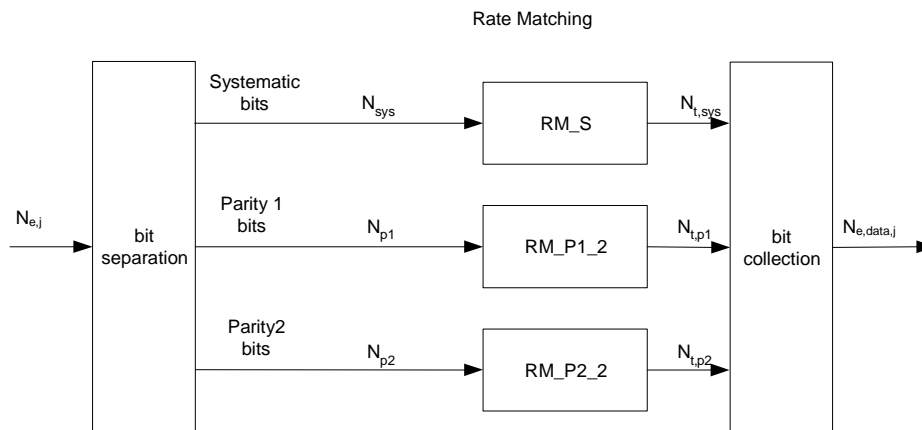 Rate Matching
Systematic
bits
N_sys
RM_S
N_t,sys
N_e,j
bit
separation
Parity 1
bits
N_p1
RM_P1_2
N_t,p1
bit
collection
N_e,data,j
Parity2
bits
N_p2
RM_P2_2
N_t,p2